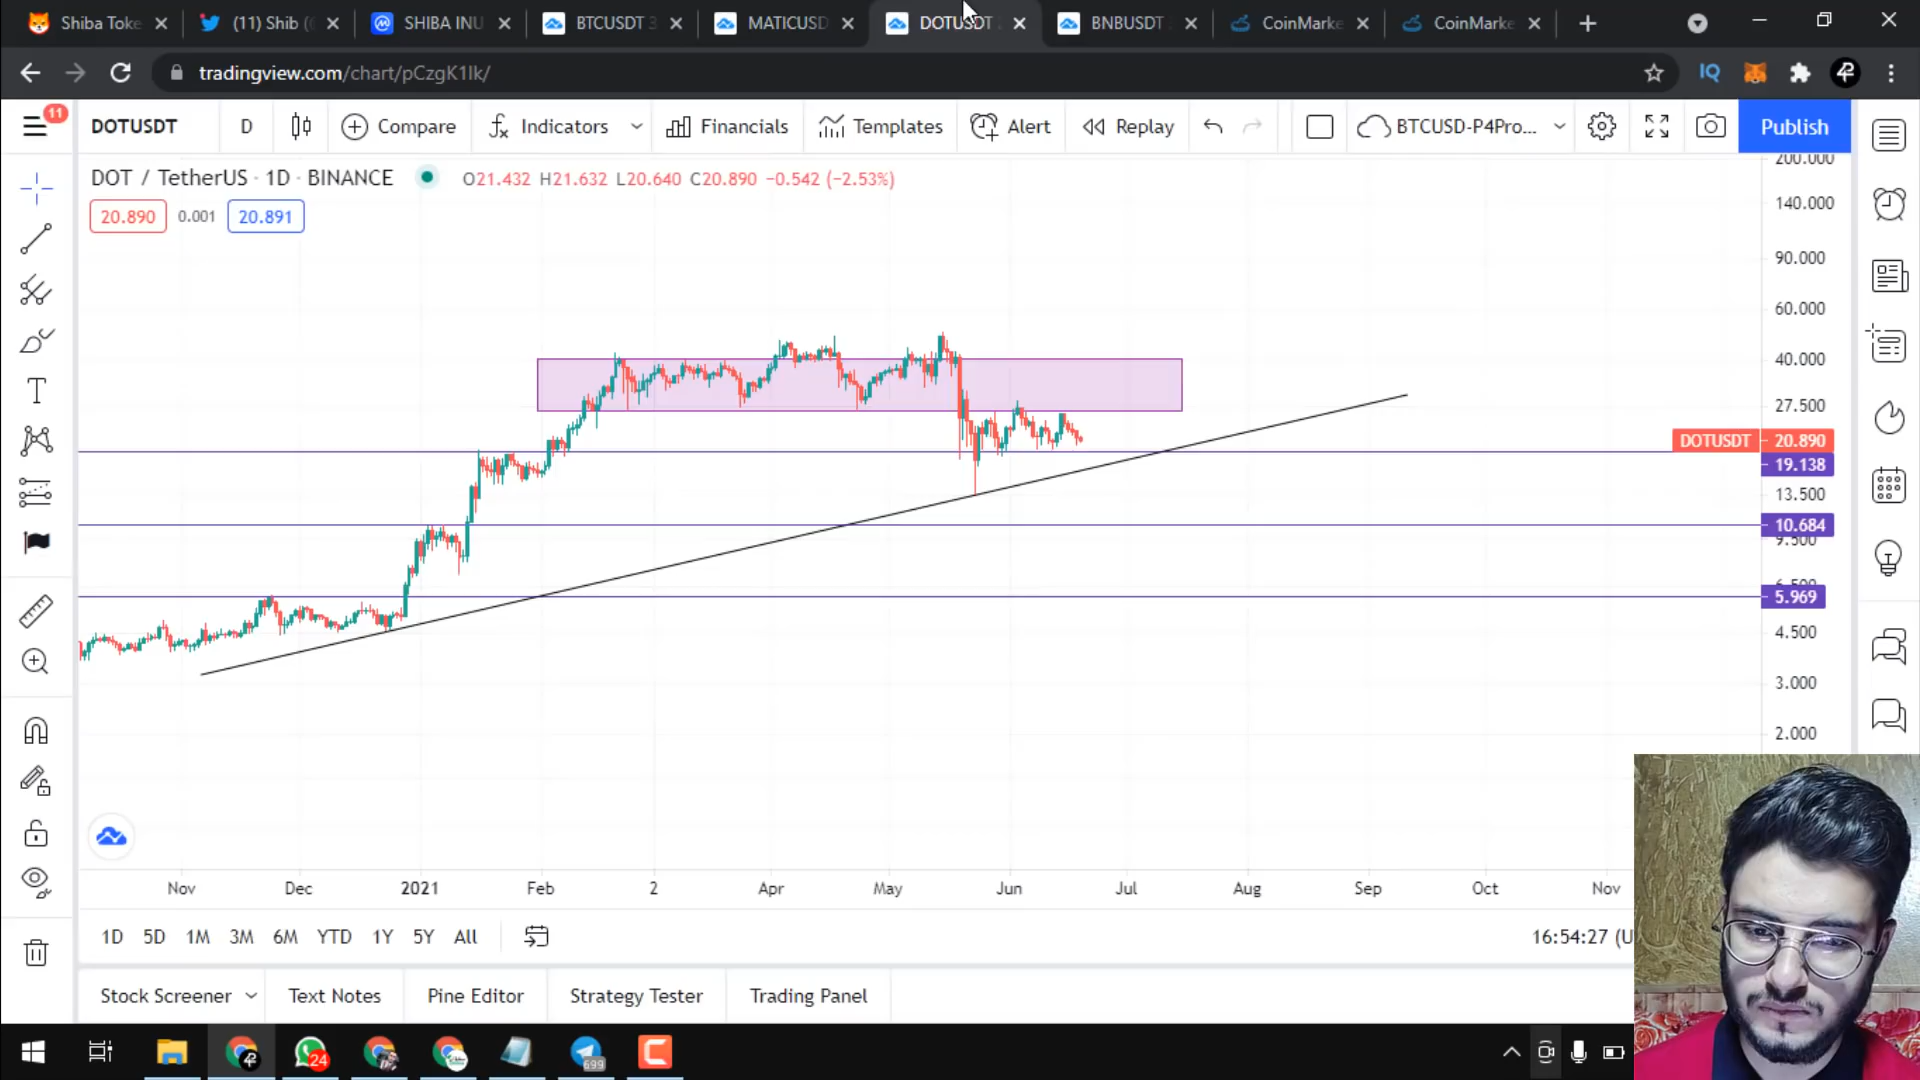 Shiba Toke
(11) Shib (
SHIBA INU
BTCUSDT 3
MATICUSD
DOTUSDT
BNBUSDT
CoinMarke
CoinMarke
tradingview.com/chart/pCzgK1Ik/
IQ
11
DOTUSDT
D
Compare
Indicators
Financials
Templates
Alert
Replay
BTCUSD-P4Pro...
Publish
DOT / TetherUS · 1D · BINANCE
O21.432 H21.632 L20.640 C20.890 −0.542 (−2.53%)
20.890
0.001
20.891
200.000
140.000
90.000
60.000
40.000
27.500
DOTUSDT 20.890
19.138
13.500
10.684
9.500
6.500
5.969
4.500
3.000
2.000
Nov
Dec
2021
Feb
2
Apr
May
Jun
Jul
Aug
Sep
Oct
Nov
1D 5D 1M 3M 6M YTD 1Y 5Y All
16:54:27 (U
Stock Screener
Text Notes
Pine Editor
Strategy Tester
Trading Panel
24
699